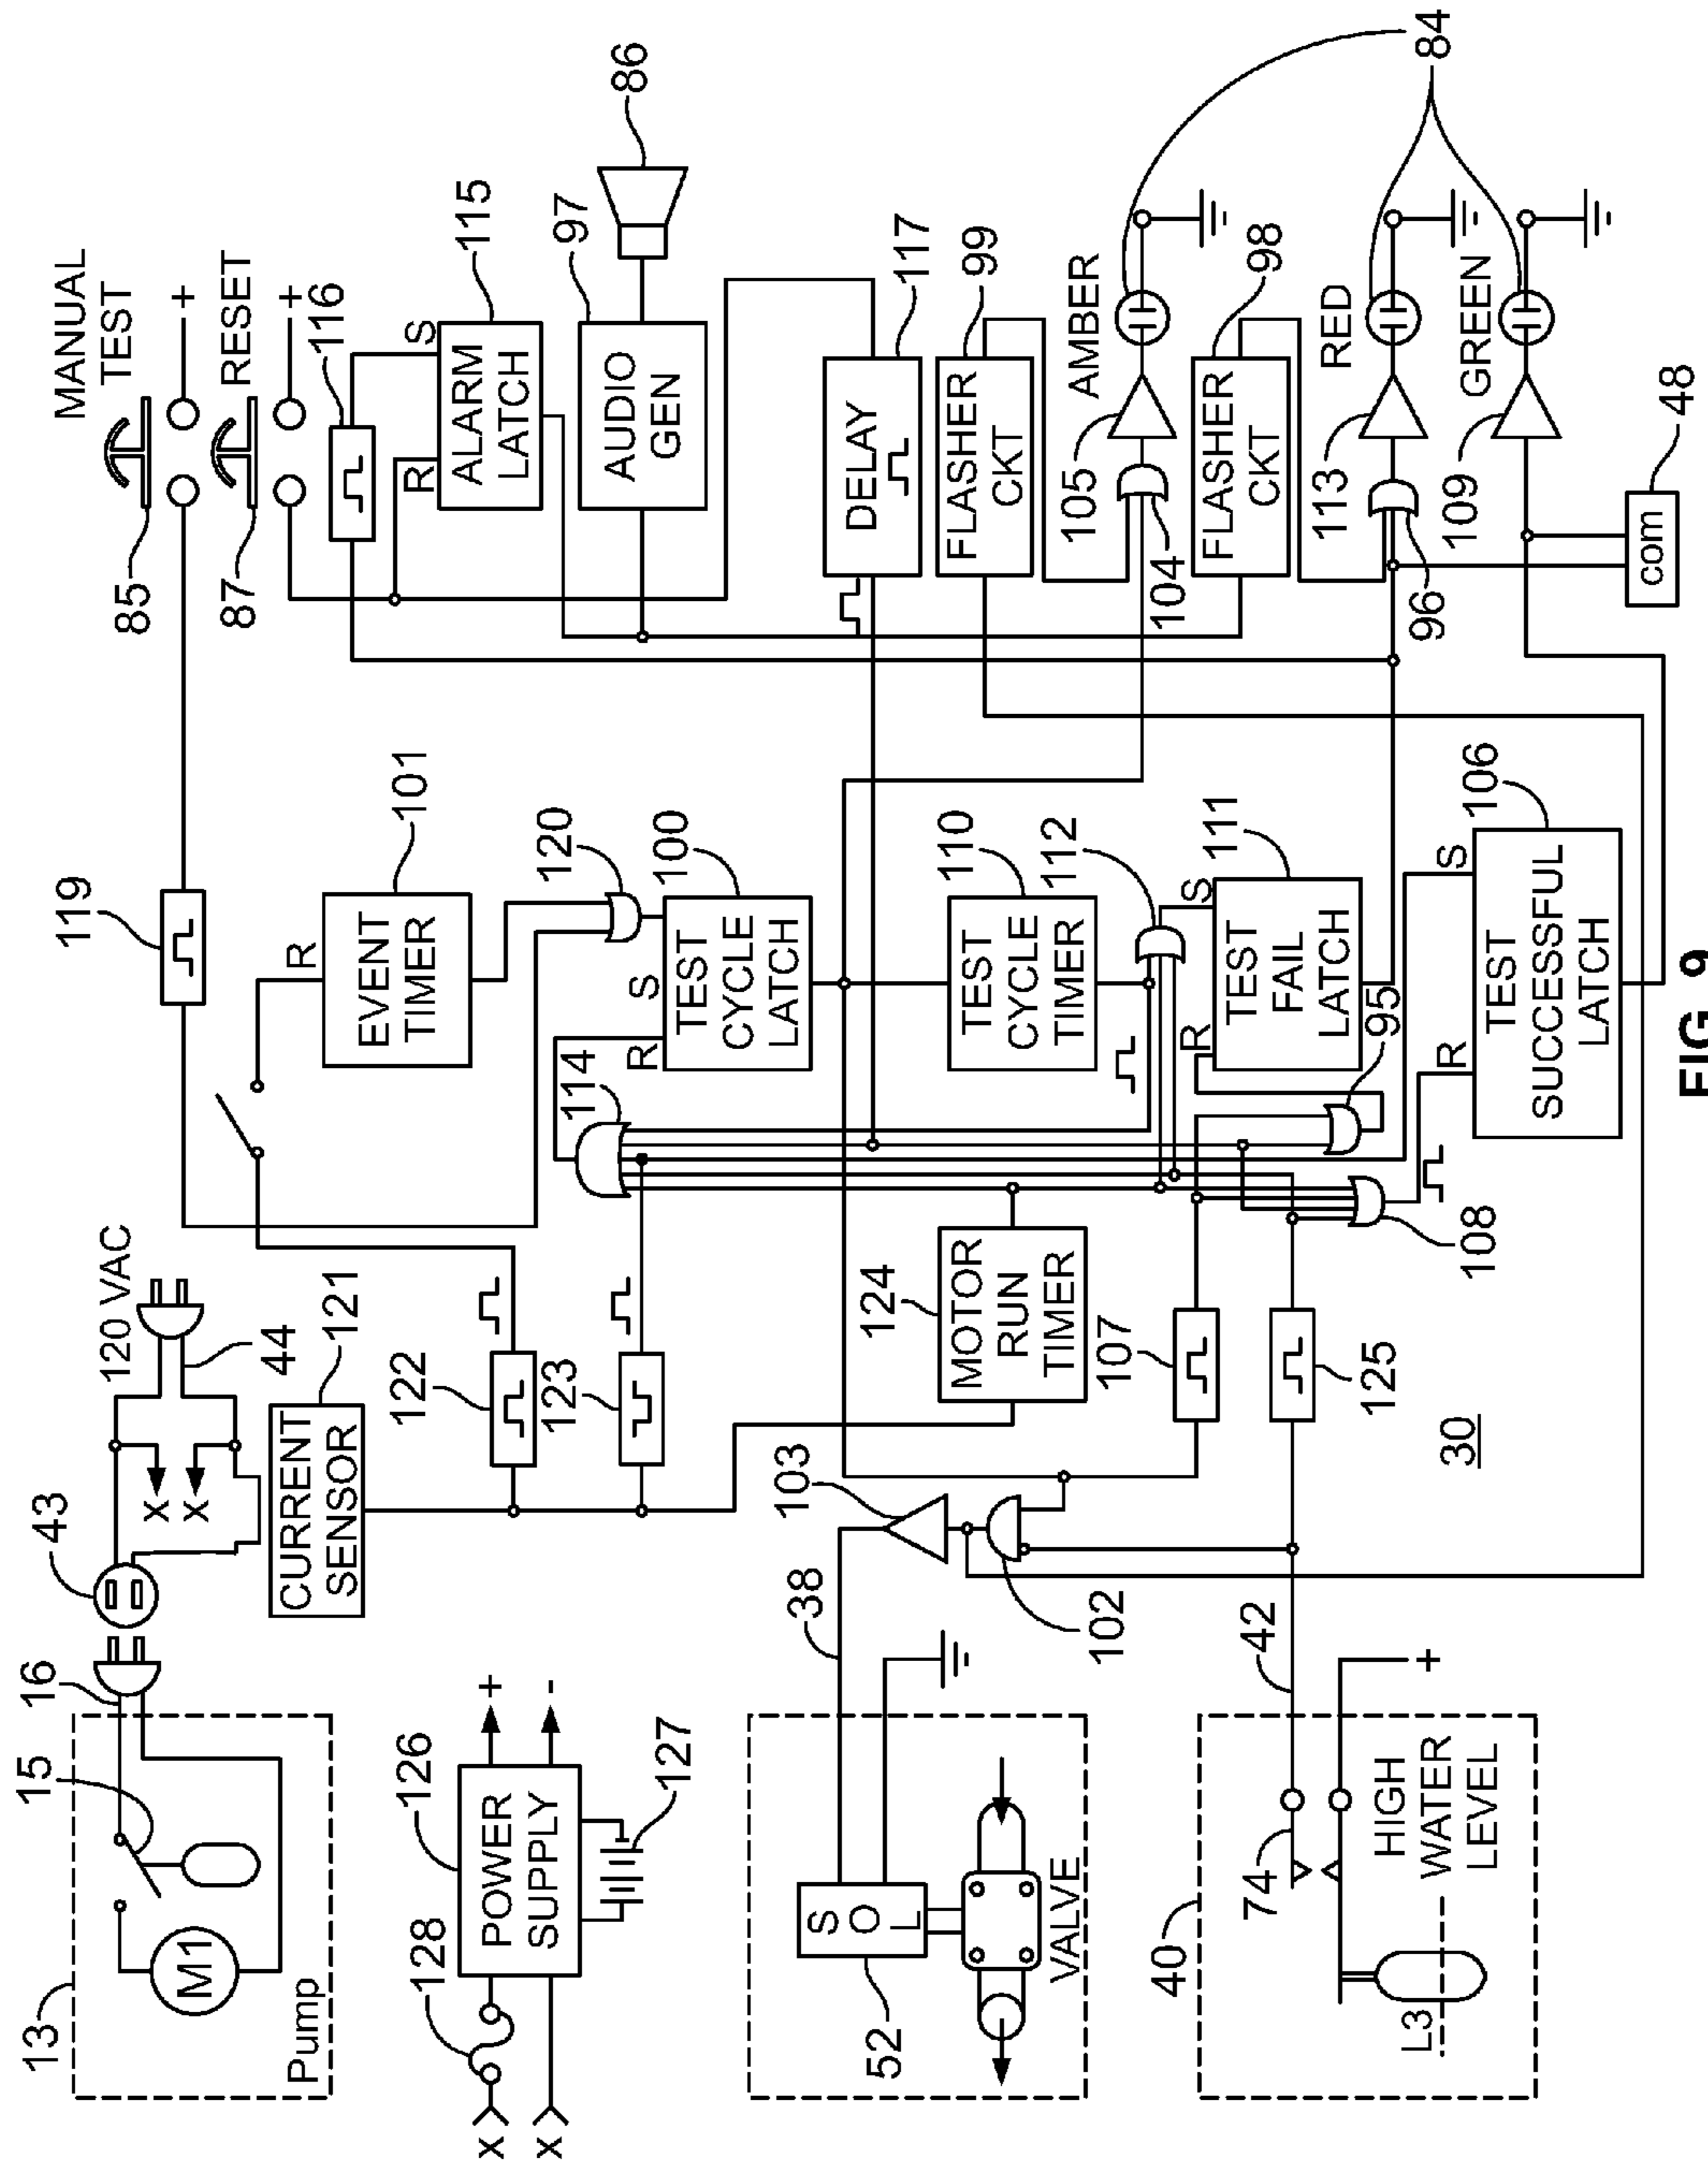 13
15
16
43
44
120 VAC
M1
Pump
X
X
CURRENT
SENSOR
121
122
123
119
MANUAL
TEST
+
85
RESET
+
87
116
R
EVENT
TIMER
101
120
R
S
ALARM
LATCH
115
AUDIO
GEN
97
86
114
R
S
TEST
CYCLE
LATCH
100
X
X
128
126
POWER
SUPPLY
+
-
127
DELAY
117
FLASHER
CKT
99
AMBER
105
104
FLASHER
CKT
98
RED
113
96
GREEN
109
84
com
48
TEST
CYCLE
TIMER
110
112
R
S
TEST
FAIL
LATCH
111
95
R
S
TEST
SUCCESSFUL
LATCH
106
108
124
MOTOR
RUN
TIMER
107
125
103
102
38
SOL
52
VALVE
42
40
74
+
HIGH
WATER
LEVEL
L3
30
FIG 9